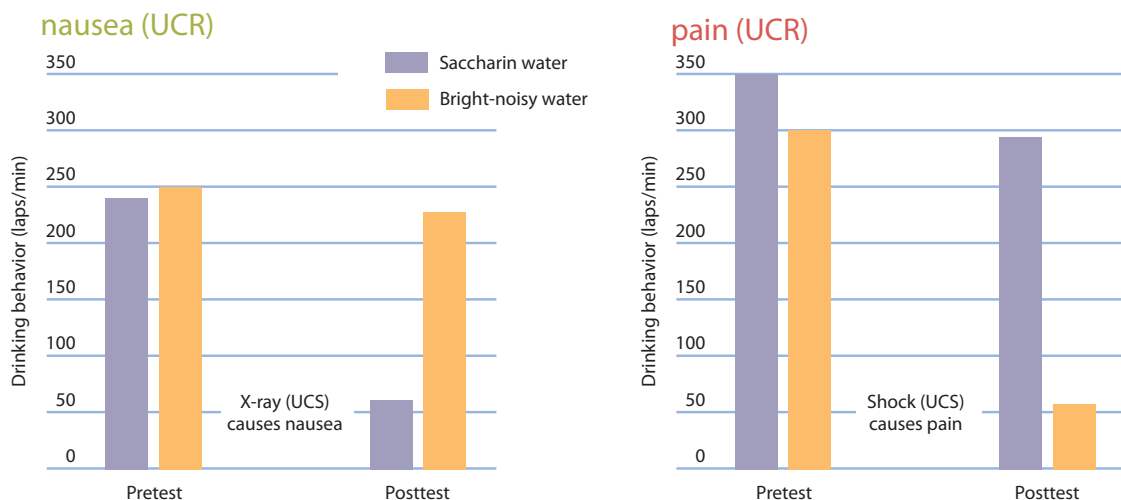 nausea (UCR)
350
300
250
200
150
100
50
0
Drinking behavior (laps/min)
Saccharin water
Bright-noisy water
X-ray (UCS)
causes nausea
Pretest
Posttest
pain (UCR)
350
300
250
200
150
100
50
0
Drinking behavior (laps/min)
Shock (UCS)
causes pain
Pretest
Posttest